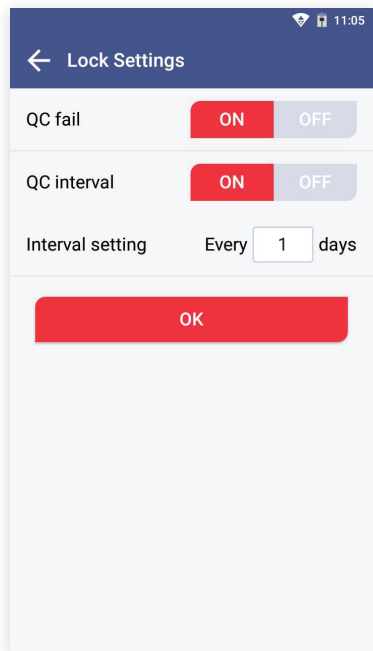 11:05
Lock Settings
QC fail ON OFF
QC interval ON OFF
Interval setting Every 1 days
OK